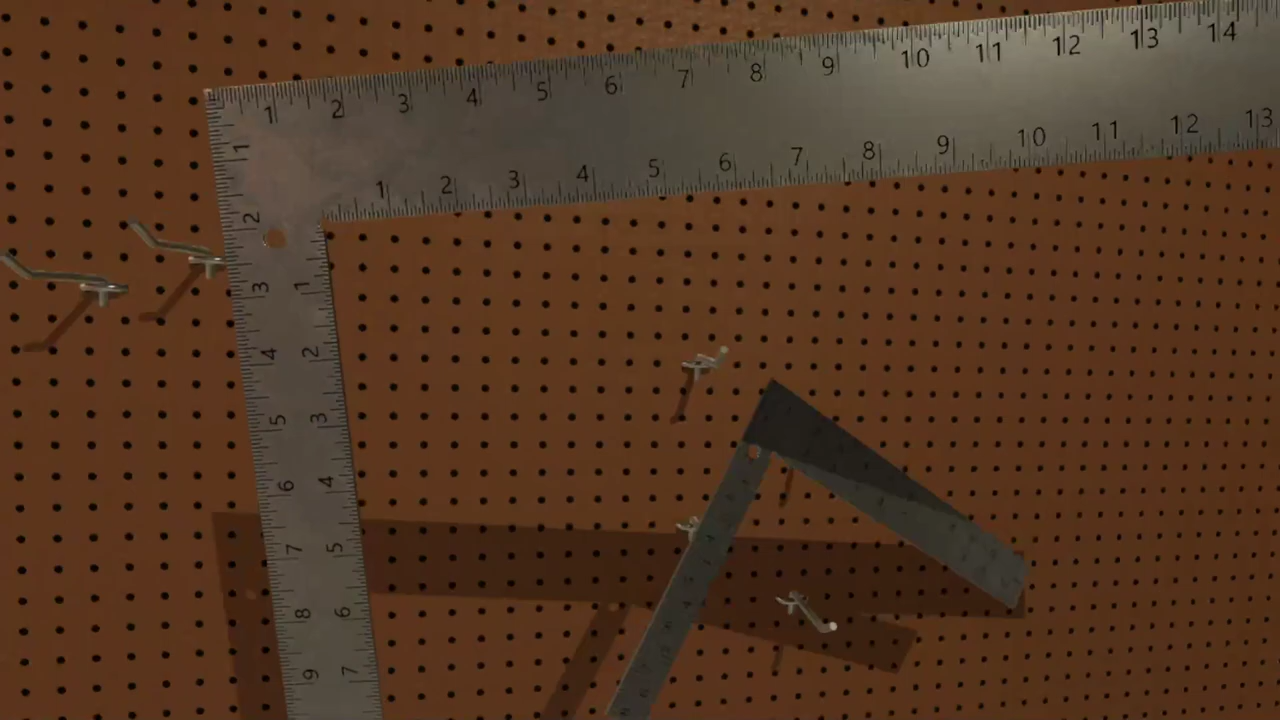 1 2 3 4 5 6 7 8 9 10 11 12 13 14
1 2 3 4 5 6 7 8 9 10 11 12 13
1 2 3 4 5 6 7 8 9
1 2 3 4 5 6 7